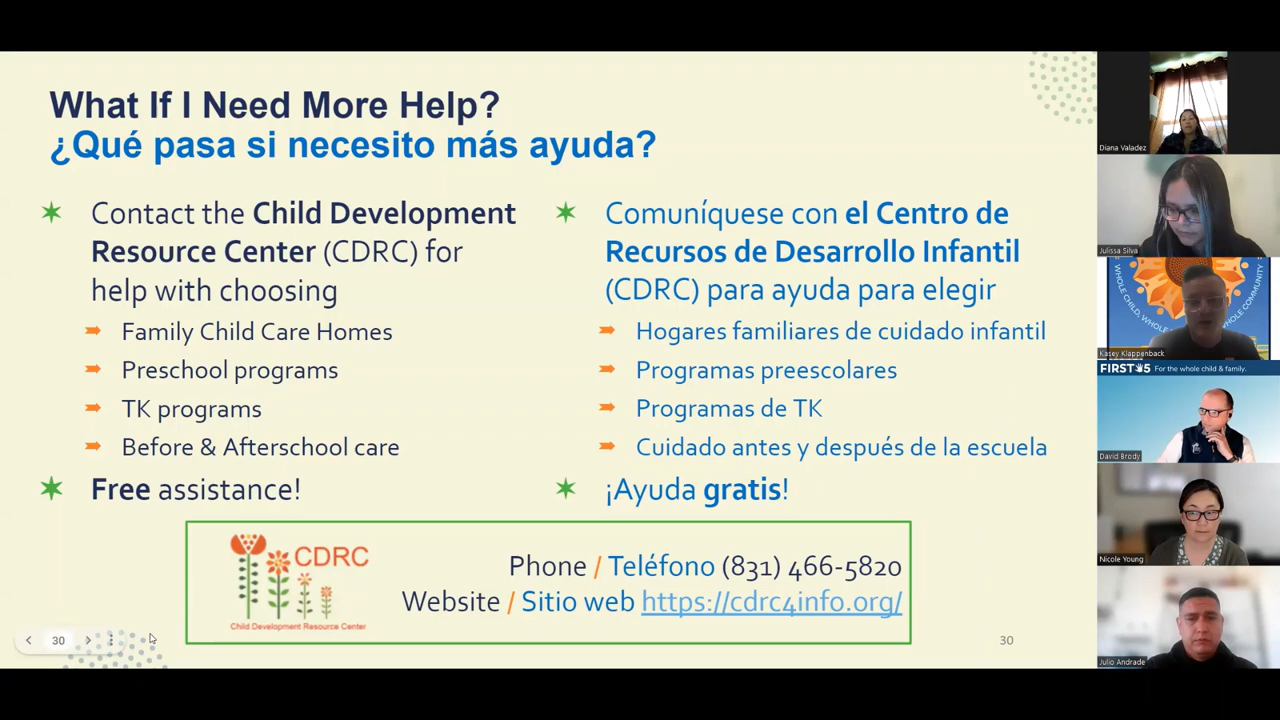 What If I Need More Help?
¿Qué pasa si necesito más ayuda?
Contact the Child Development
Resource Center (CDRC) for
help with choosing
Family Child Care Homes
Preschool programs
TK programs
Before & Afterschool care
Free assistance!
Comuníquese con el Centro de
Recursos de Desarrollo Infantil
(CDRC) para ayuda para elegir
Hogares familiares de cuidado infantil
Programas preescolares
Programas de TK
Cuidado antes y después de la escuela
¡Ayuda gratis!
CDRC
Child Development Resource Center
Phone / Teléfono (831) 466-5820
Website / Sitio web https://cdrc4info.org/
30
30
Diana Valadez
Julissa Silva
WHOLE CHILD, WHOLE COMMUNITY
Kasey Klappenback
FIRST 5 For the whole child & family.
David Brody
Nicole Young
Julio Andrade